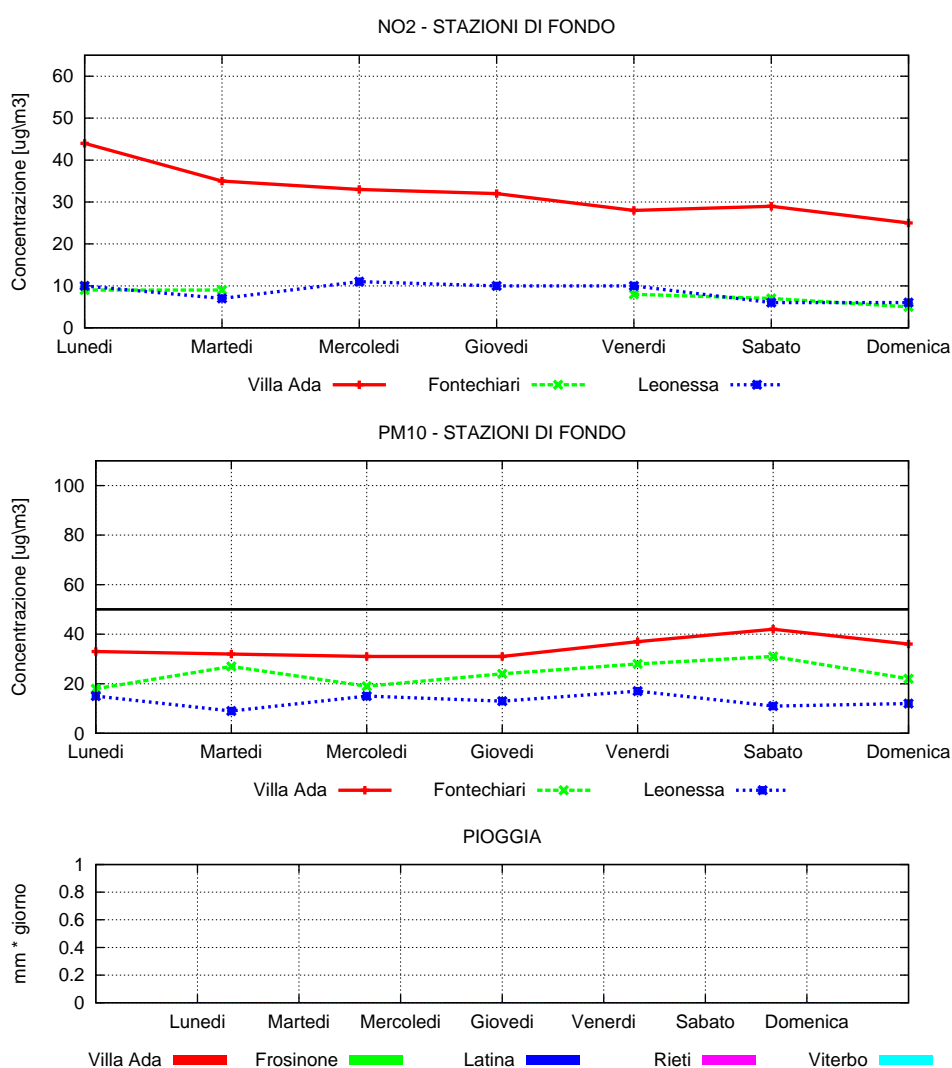 NO2 - STAZIONI DI FONDO
Concentrazione [ug\m3]
60
50
40
30
20
10
0
Lunedi Martedi Mercoledi Giovedi Venerdi Sabato Domenica
Villa Ada Fontechiari Leonessa
PM10 - STAZIONI DI FONDO
Concentrazione [ug\m3]
100
80
60
40
20
0
Lunedi Martedi Mercoledi Giovedi Venerdi Sabato Domenica
Villa Ada Fontechiari Leonessa
PIOGGIA
mm * giorno
1
0.8
0.6
0.4
0.2
0
Lunedi Martedi Mercoledi Giovedi Venerdi Sabato Domenica
Villa Ada Frosinone Latina Rieti Viterbo